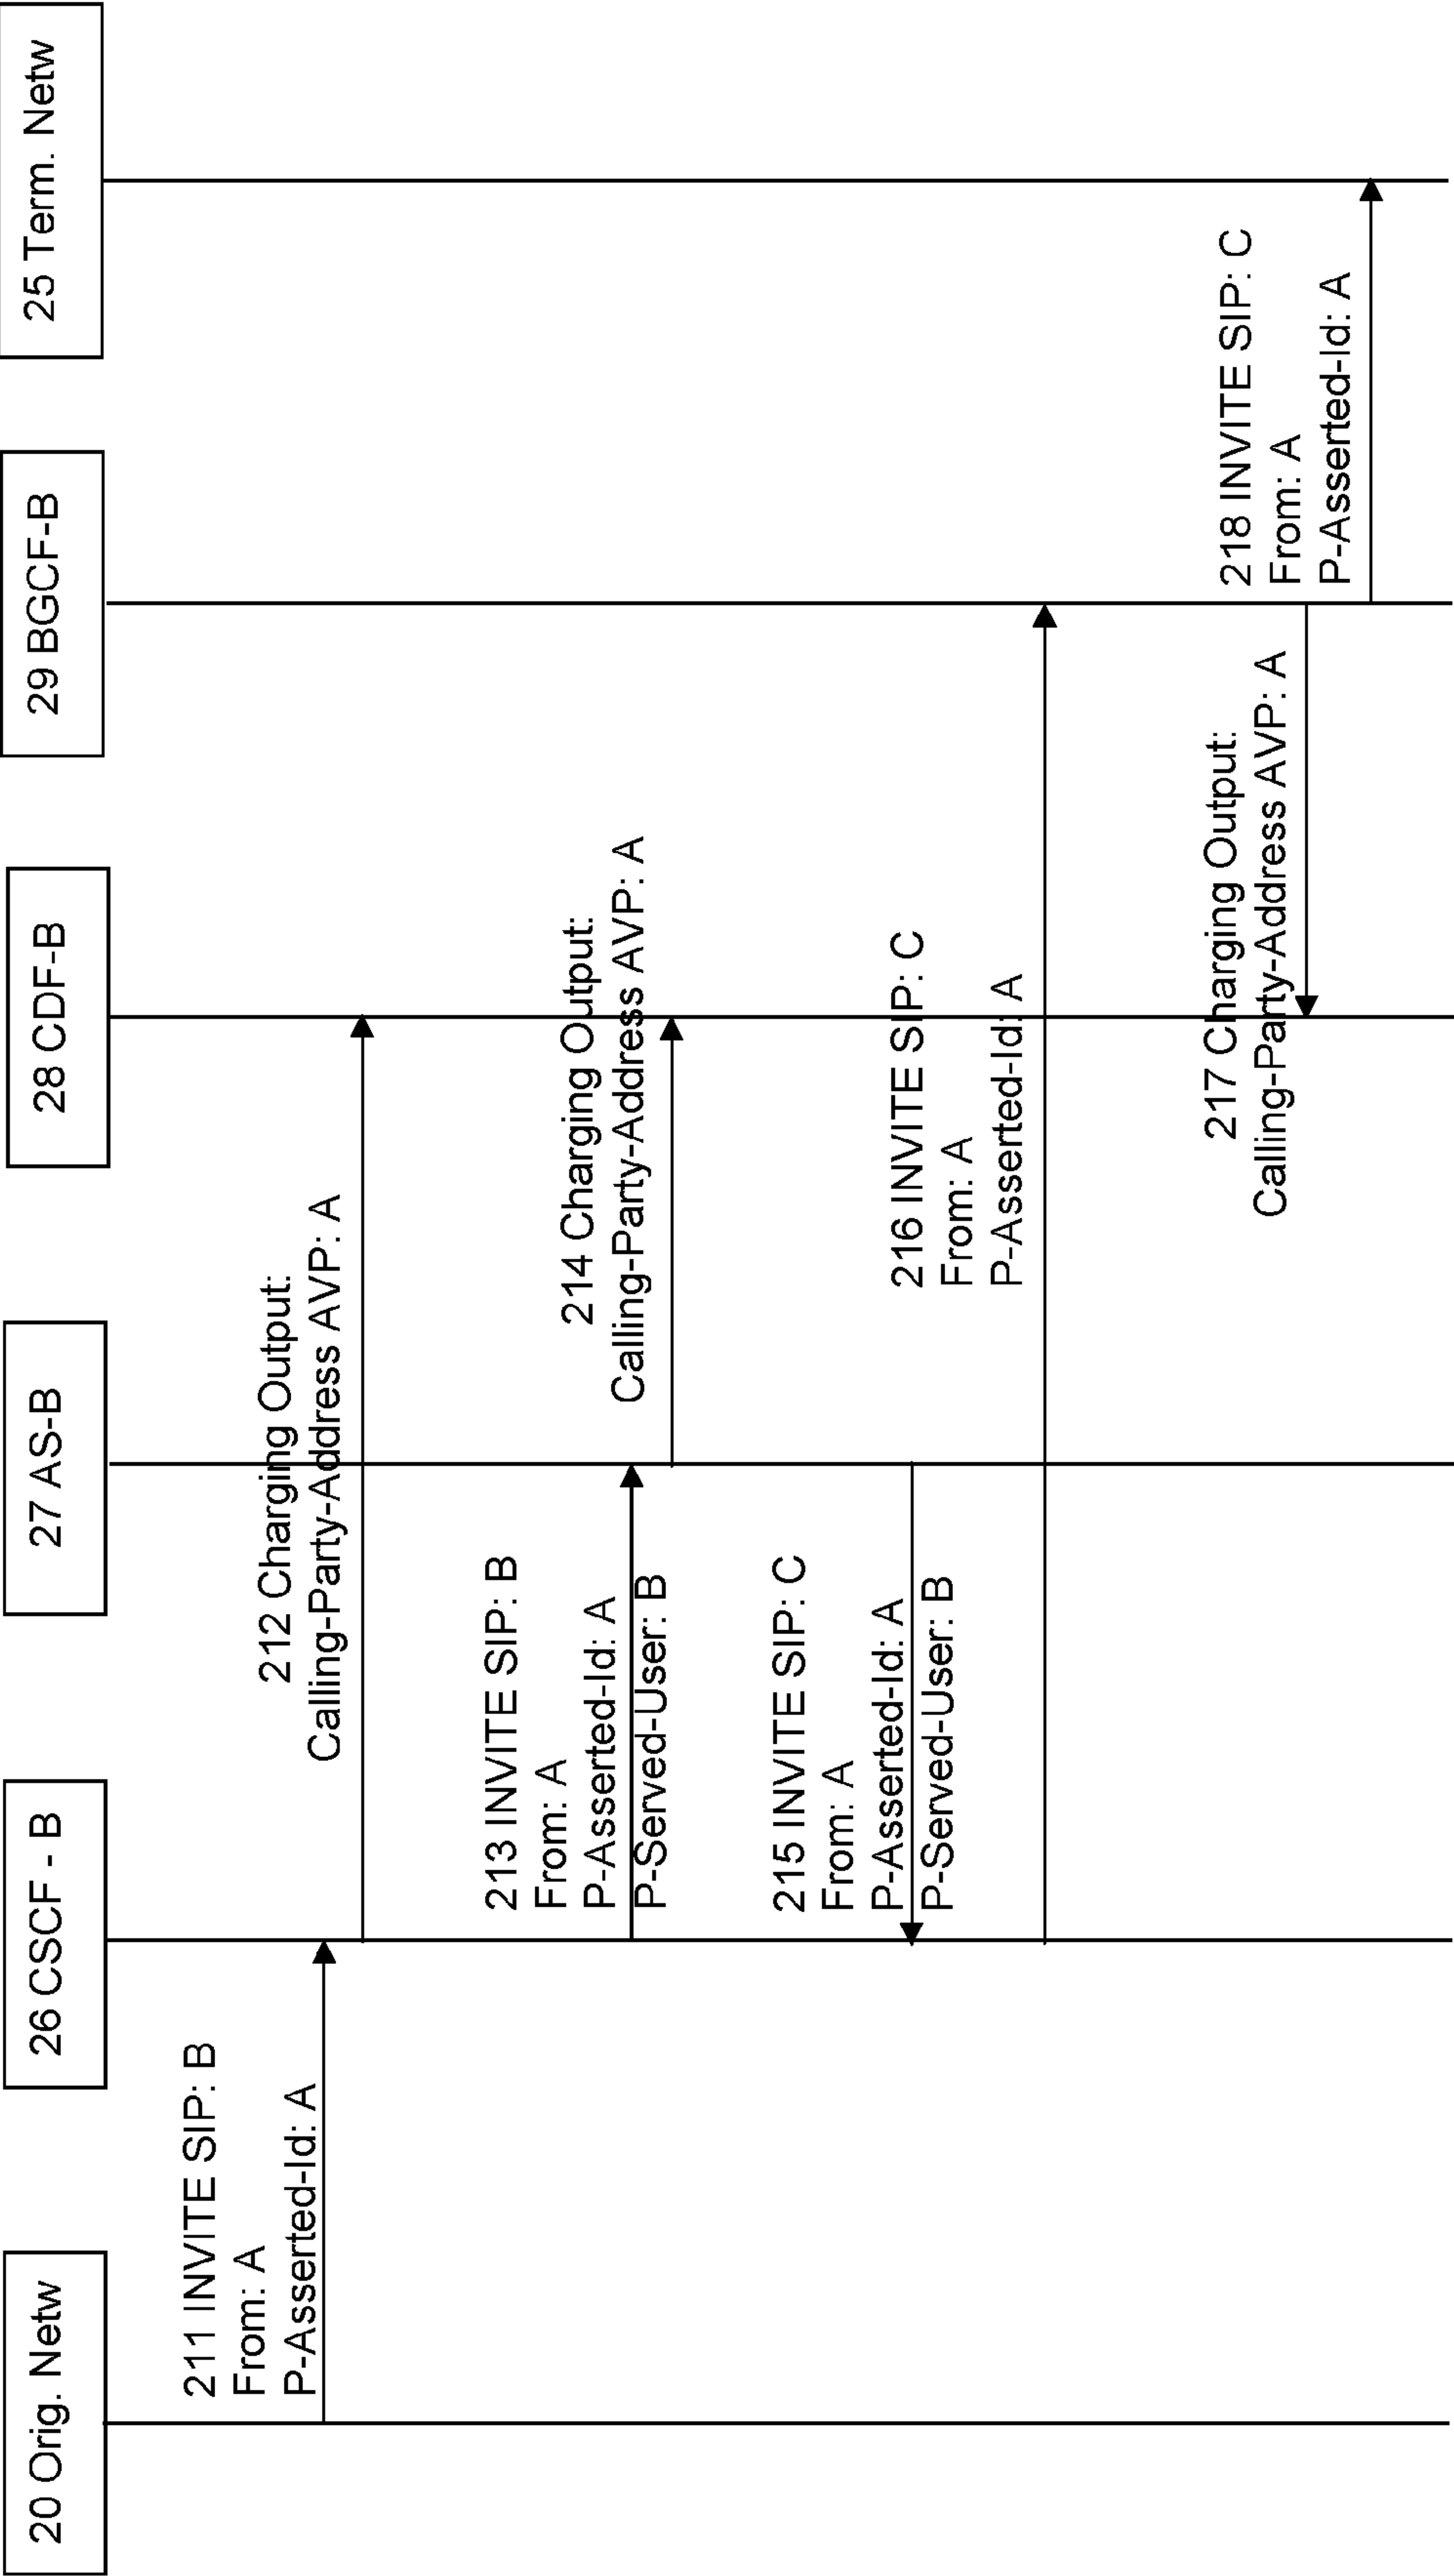 20 Orig. Netw
26 CSCF - B
27 AS-B
28 CDF-B
29 BGCF-B
25 Term. Netw
211 INVITE SIP: B
From: A
P-Asserted-Id: A
212 Charging Output:
Calling-Party-Address AVP: A
213 INVITE SIP: B
From: A
P-Asserted-Id: A
P-Served-User: B
214 Charging Output:
Calling-Party-Address AVP: A
215 INVITE SIP: C
From: A
P-Asserted-Id: A
P-Served-User: B
216 INVITE SIP: C
From: A
P-Asserted-Id: A
217 Charging Output:
Calling-Party-Address AVP: A
218 INVITE SIP: C
From: A
P-Asserted-Id: A